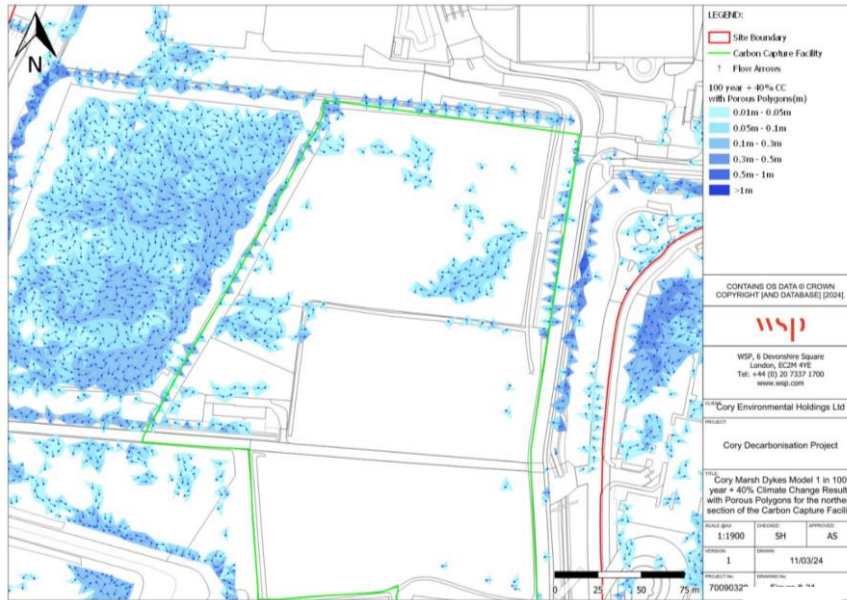 N
LEGEND:
Site Boundary
Carbon Capture Facility
Flow Arrows
100 year + 40% CC
with Porous Polygons(m)
0.01m - 0.05m
0.05m - 0.1m
0.1m - 0.3m
0.3m - 0.5m
0.5m - 1m
>1m
CONTAINS OS DATA © CROWN
COPYRIGHT [AND DATABASE] [2024].
wsp
WSP, 6 Devonshire Square
London, EC2M 4YE
Tel: +44 (0) 20 7337 1700
www.wsp.com
CLIENT:
Cory Environmental Holdings Ltd
PROJECT:
Cory Decarbonisation Project
TITLE:
Cory Marsh Dykes Model 1 in 100
year + 40% Climate Change Result
with Porous Polygons for the northe
section of the Carbon Capture Facili
SCALE @A3
CHECKED:
APPROVED:
1:1900
SH
AS
VERSION:
DRAWN:
1
11/03/24
PROJECT No:
DRAWING No:
0 25 50 75 m